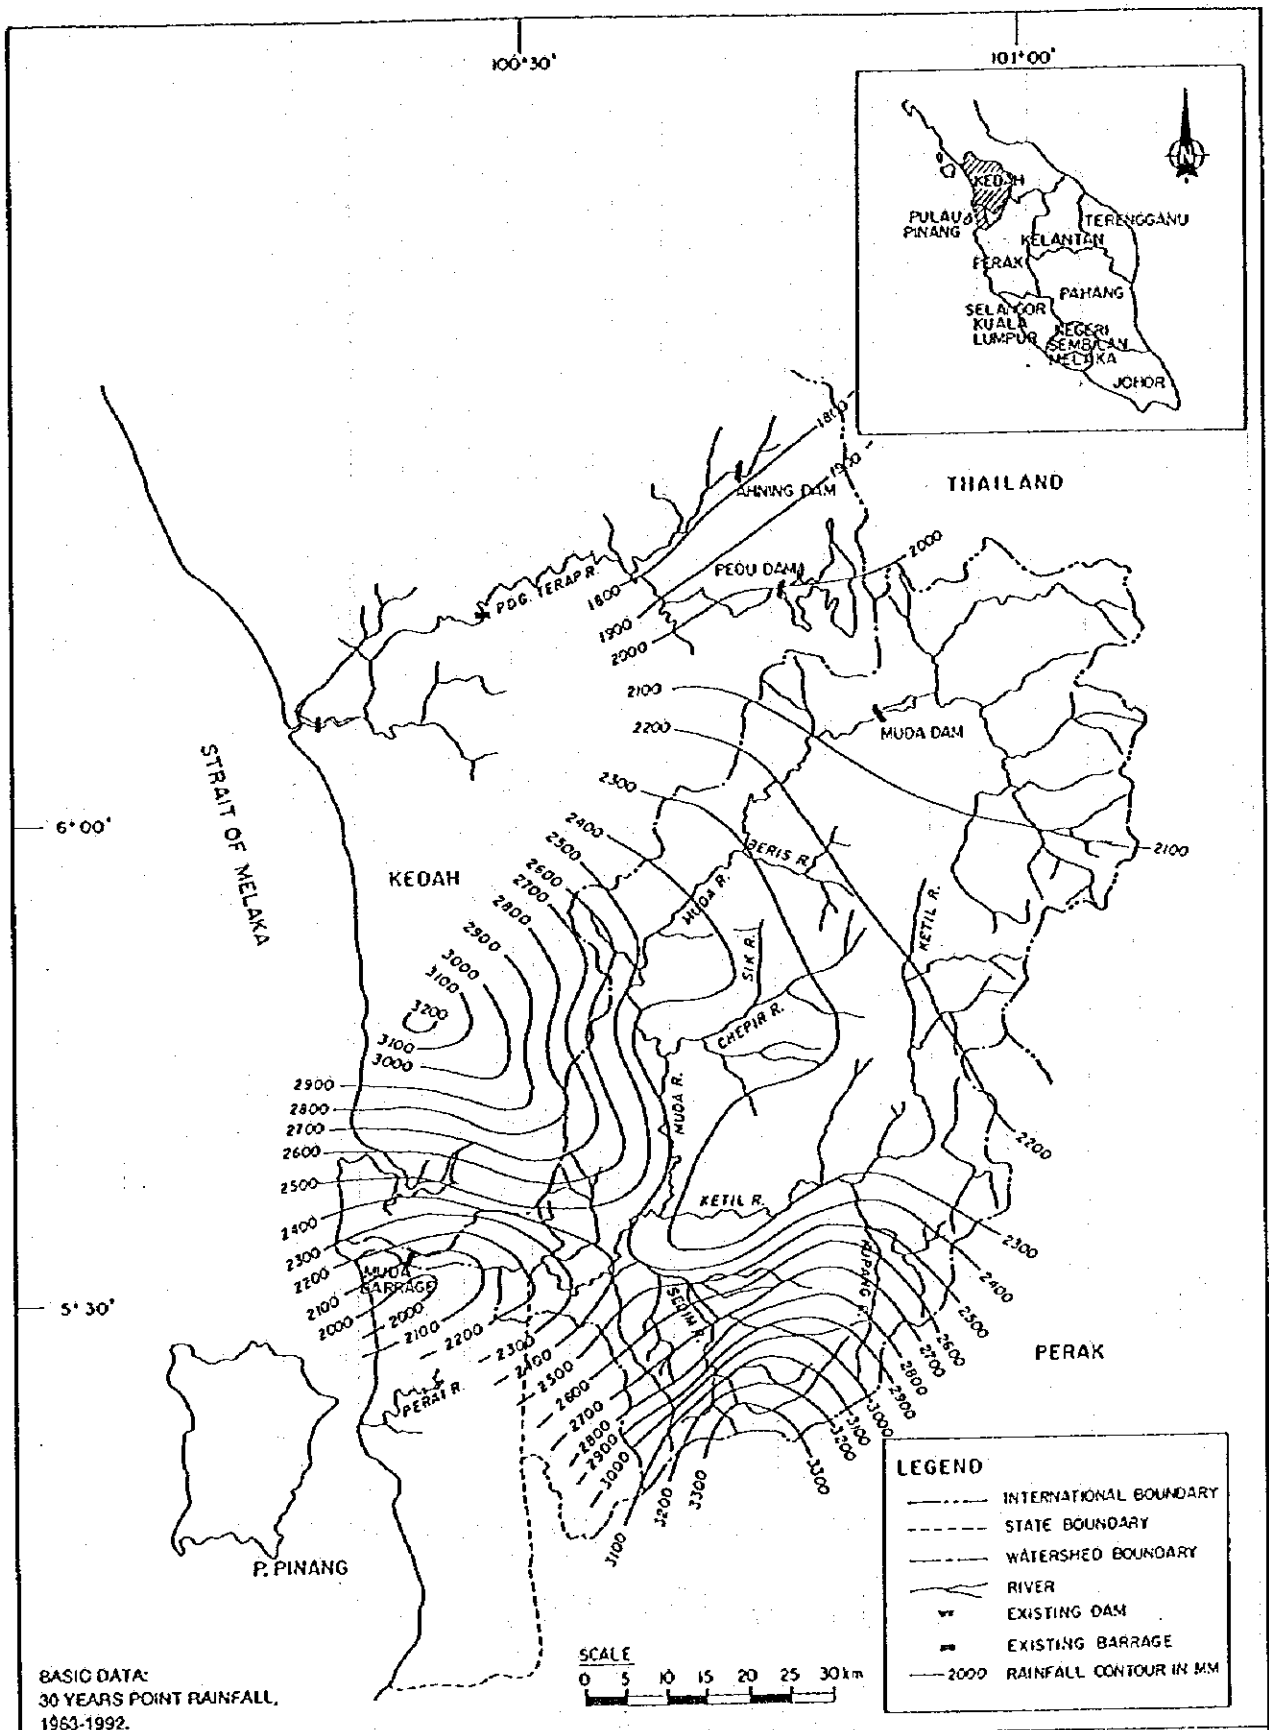 100°30'
101°00'
KEDAH
PULAU
PINANG
TERENGGANU
KELANTAN
PERAK
PAHANG
SELANGOR
KUALA
LUMPUR
NEGERI
SEMBILAN
MELAKA
JOHOR
N
1800
1900
THAILAND
AHNING DAM
2000
PEDU DAM
PDG. TERAP R.
1800
1900
2000
2100
2200
MUDA DAM
STRAIT OF MELAKA
2300
6°00'
2400
2500
BERIS R.
2100
2600
KEDAH
2700
MUDA R.
KETIL R.
2800
2900
SIK R.
3000
3100
3200
CHEPIR R.
3100
3000
2900
MUDA R.
2800
2700
2200
2600
2500
KETIL R.
2400
2300
2300
2200
MUDA
BARRAGE
KUPANG R.
2400
2100
2000
2000
SEDIM R.
2500
5°30'
2100
2200
2300
2400
2500
2600
2600
2700
2700
2800
2800
2900
2900
3000
3000
3100
3200
3300
PERAK
PERAI R.
3200
3300
3100
P. PINANG
LEGEND
INTERNATIONAL BOUNDARY
STATE BOUNDARY
WATERSHED BOUNDARY
RIVER
EXISTING DAM
EXISTING BARRAGE
2000 RAINFALL CONTOUR IN MM
SCALE
0 5 10 15 20 25 30 km
BASIC DATA:
30 YEARS POINT RAINFALL,
1963-1992.